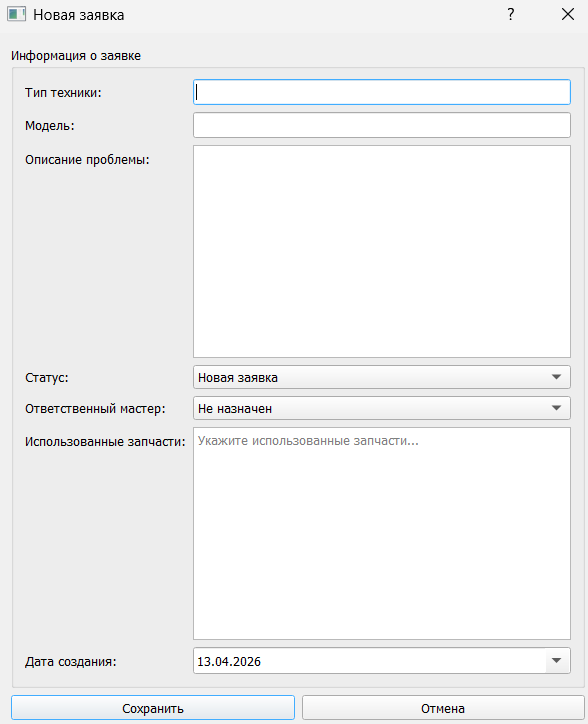 Новая заявка
?
Информация о заявке
Тип техники:
Модель:
Описание проблемы:
Статус: Новая заявка
Ответственный мастер: Не назначен
Использованные запчасти: Укажите использованные запчасти...
Дата создания: 13.04.2026
Сохранить Отмена